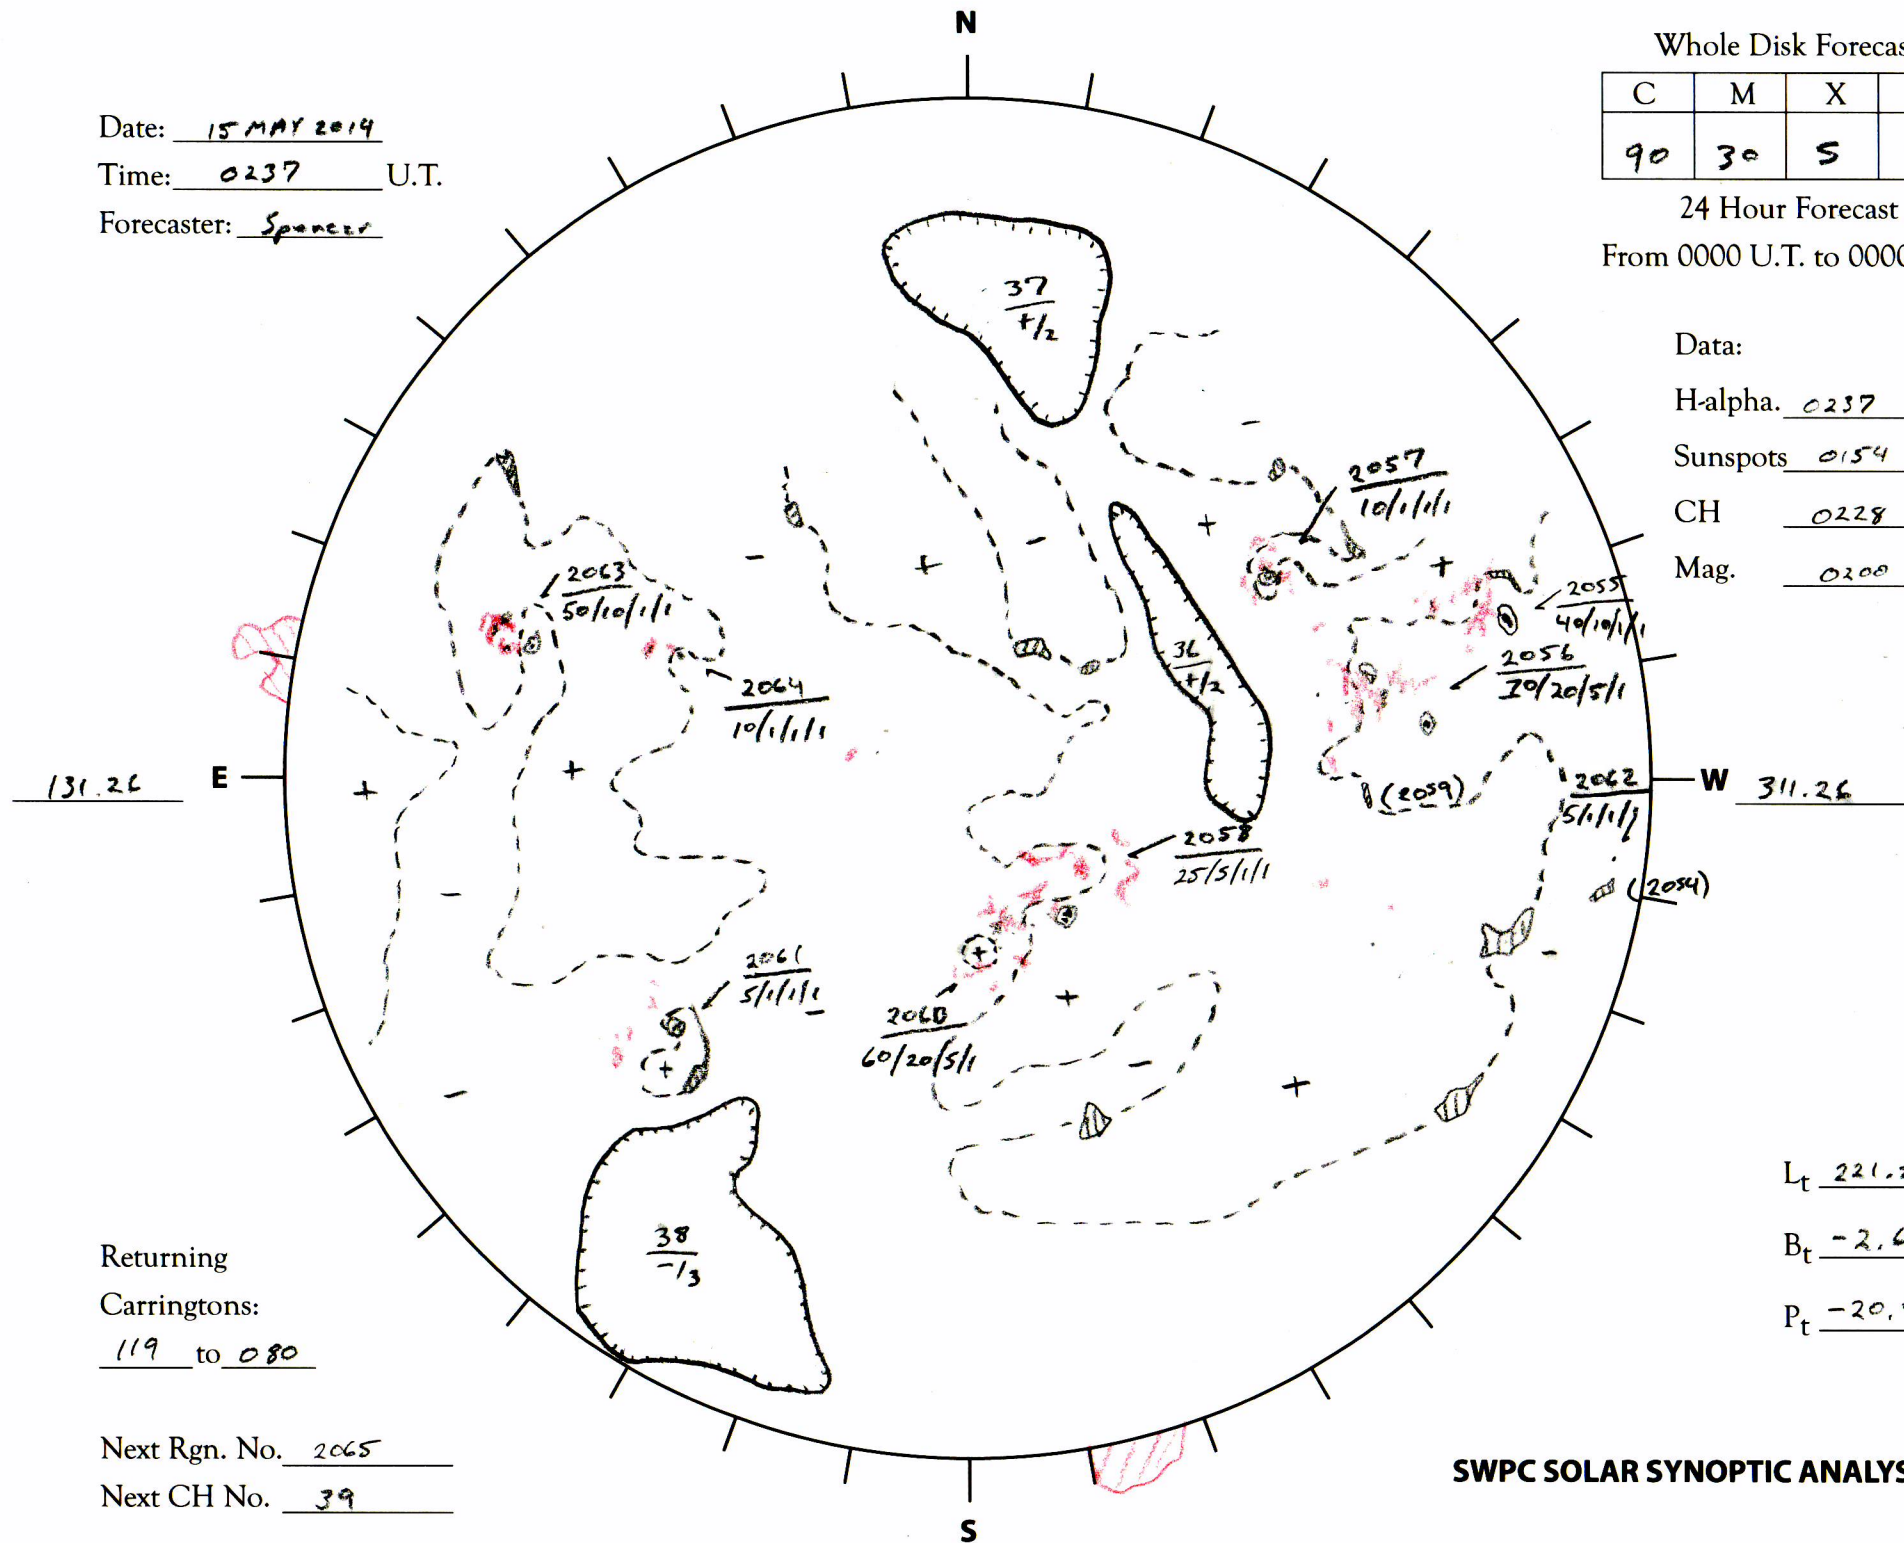 N
Whole Disk Forecas
C M X
90 30 5
24 Hour Forecast
From 0000 U.T. to 0000
Date: 15 MAY 2014
Time: 0237 U.T.
Forecaster: Spencer
Data:
H-alpha. 0237
Sunspots 0154
CH 0228
Mag. 0200
37
+/2
-
2057
10/1/1/1
+
-
+
-
+
2063
50/10/1/1
2055
40/10/1/1
2056
30/20/5/1
36
+/2
2064
10/1/1/1
131.26 E
+
+
(2059)
2062
5/1/1/1
W 311.26
2058
25/5/1/1
-
(2054)
+
-
2061
5/1/1/1
+
2060
60/20/5/1
+
-
+
-
38
-/3
Returning
Carringtons:
119 to 080
Next Rgn. No. 2065
Next CH No. 39
Lt 221.
Bt -2.
Pt -20.
SWPC SOLAR SYNOPTIC ANALYS
S